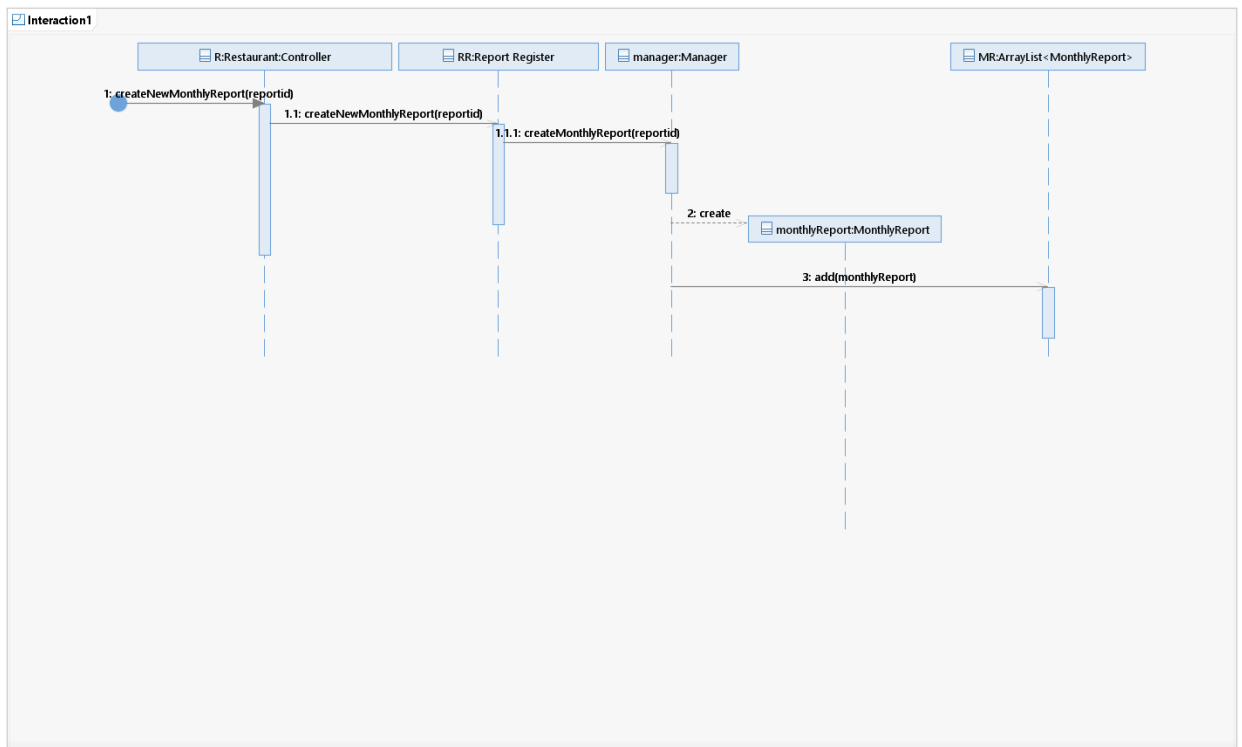 Interaction1
R:Restaurant:Controller
RR:Report Register
manager:Manager
MR:ArrayList<MonthlyReport>
1: createNewMonthlyReport(reportid)
1.1: createNewMonthlyReport(reportid)
1.1.1: createMonthlyReport(reportid)
2: create
monthlyReport:MonthlyReport
3: add(monthlyReport)